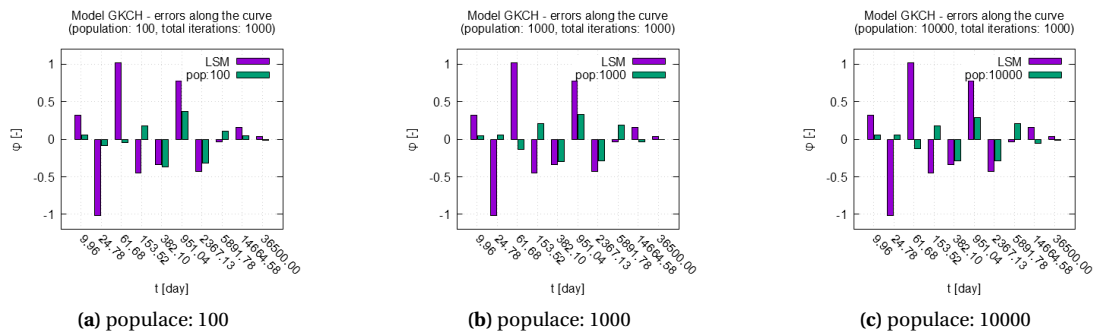 Model GKCH - errors along the curve
(population: 100, total iterations: 1000)
LSM
pop:100
1
0.5
0
-0.5
-1
φ [-]
9.96
24.78
61.68
153.52
382.10
951.04
2367.13
5891.78
14664.58
36500.00
t [day]
(a) populace: 100
Model GKCH - errors along the curve
(population: 1000, total iterations: 1000)
LSM
pop:1000
1
0.5
0
-0.5
-1
φ [-]
9.96
24.78
61.68
153.52
382.10
951.04
2367.13
5891.78
14664.58
36500.00
t [day]
(b) populace: 1000
Model GKCH - errors along the curve
(population: 10000, total iterations: 1000)
LSM
pop:10000
1
0.5
0
-0.5
-1
φ [-]
9.96
24.78
61.68
153.52
382.10
951.04
2367.13
5891.78
14664.58
36500.00
t [day]
(c) populace: 10000